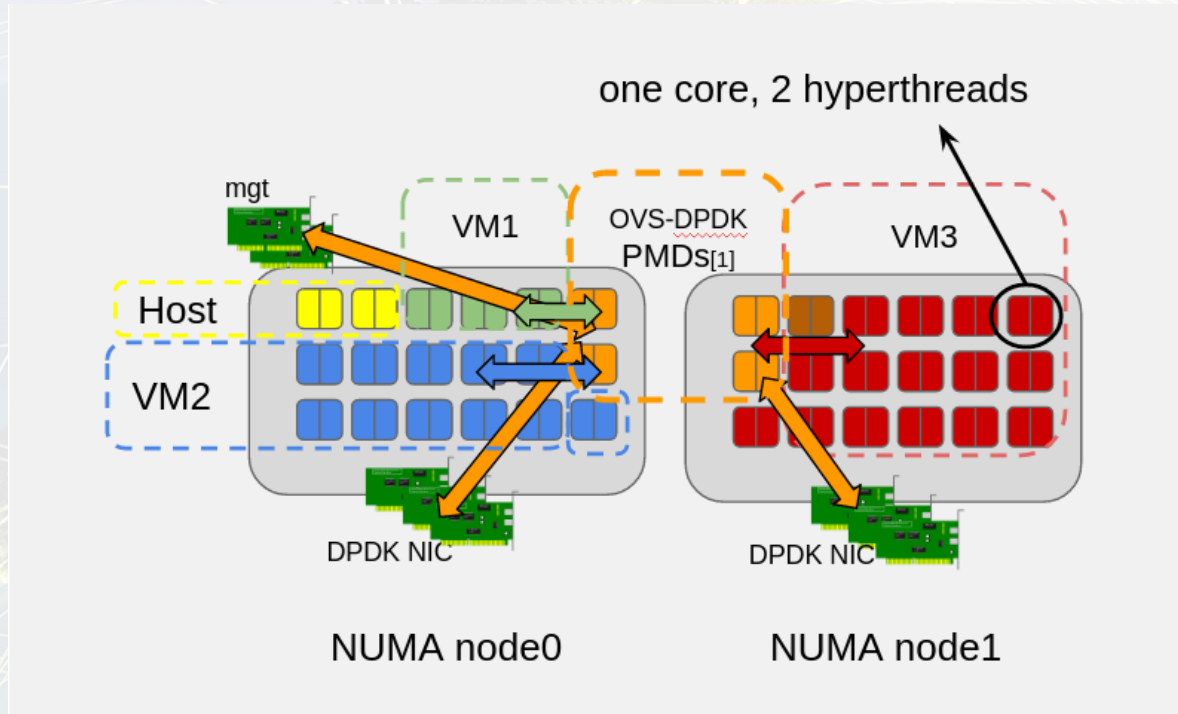 one core, 2 hyperthreads
mgt
VM1
OVS-DPDK
PMDs[1]
VM3
Host
VM2
DPDK NIC
DPDK NIC
NUMA node0
NUMA node1